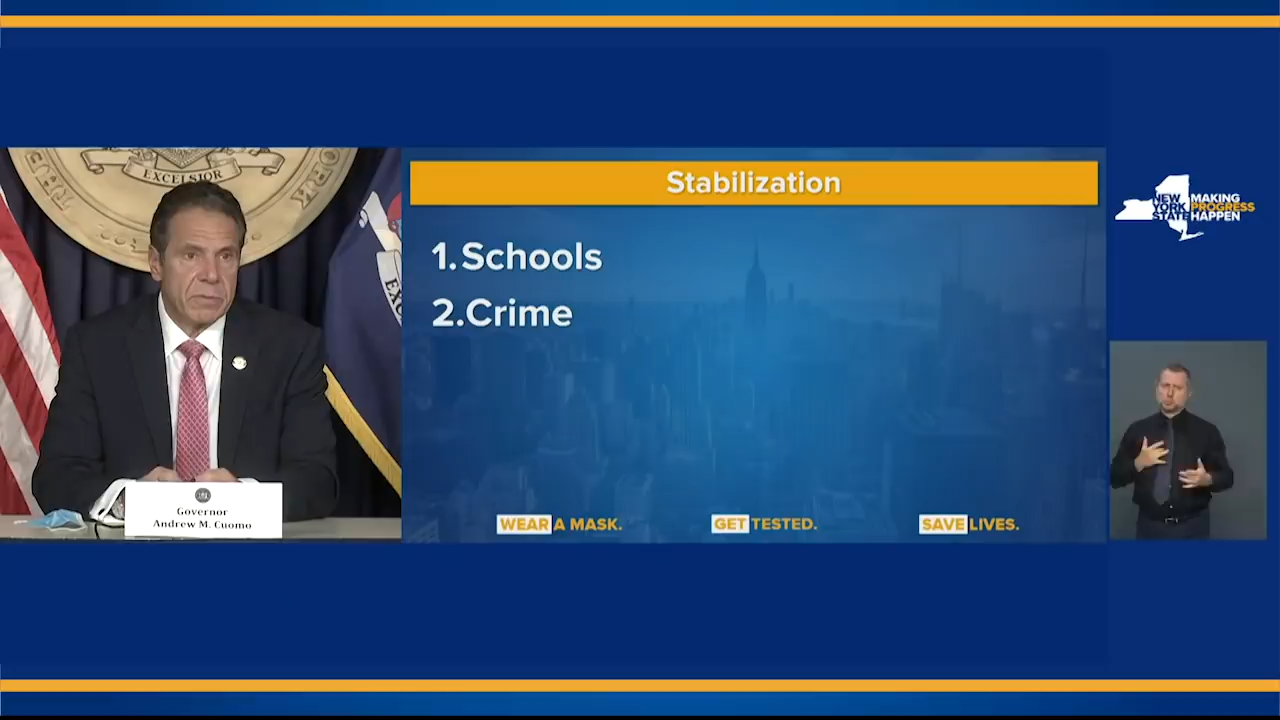 EXCELSIOR
Stabilization
1. Schools
2. Crime
NEW
YORK
STATE
MAKING
PROGRESS
HAPPEN
Governor
Andrew M. Cuomo
WEAR A MASK.
GET TESTED.
SAVE LIVES.